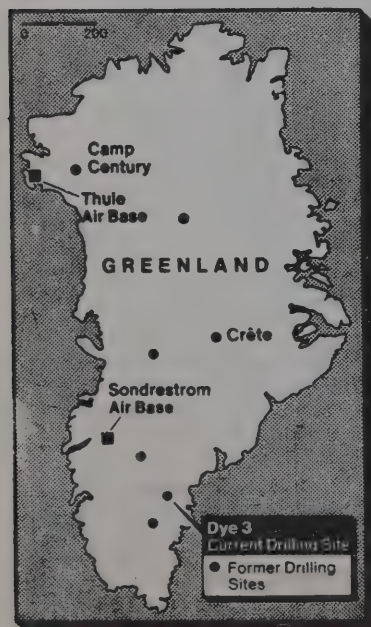 0 200
Camp
Century
Thule
Air Base
GREENLAND
Crête
Sondrestrom
Air Base
Dye 3
Current Drilling Site
Former Drilling
Sites